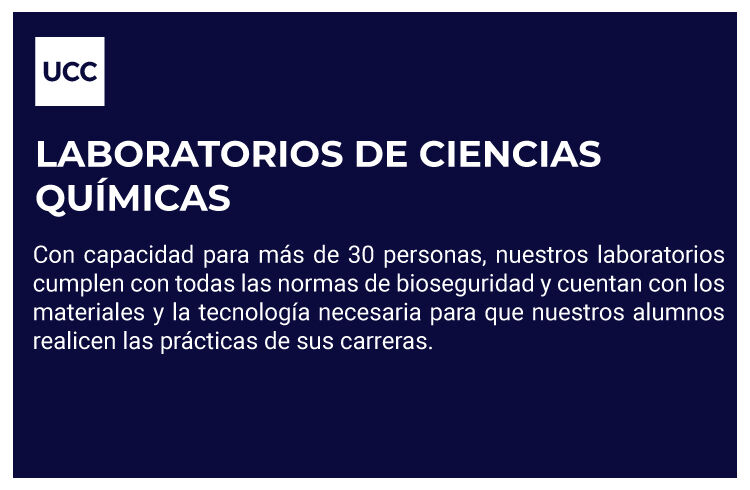 UCC
LABORATORIOS DE CIENCIAS
QUÍMICAS
Con capacidad para más de 30 personas, nuestros laboratorios
cumplen con todas las normas de bioseguridad y cuentan con los
materiales y la tecnología necesaria para que nuestros alumnos
realicen las prácticas de sus carreras.